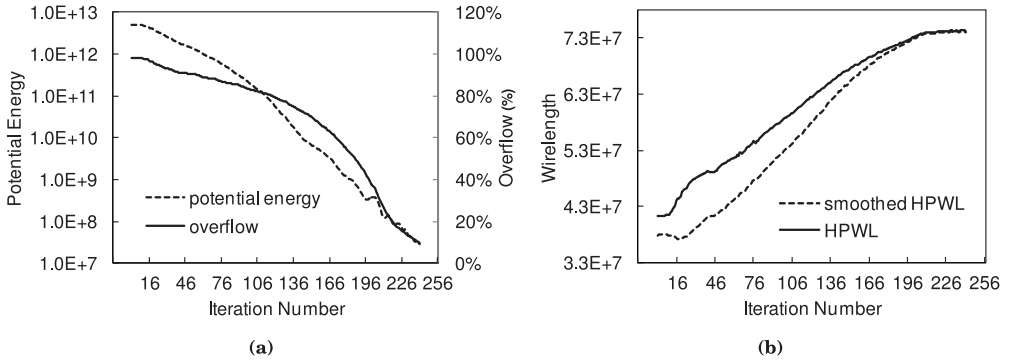 1.0E+13
1.0E+12
1.0E+11
1.0E+10
1.0E+9
1.0E+8
1.0E+7
Potential Energy
potential energy
overflow
120%
100%
80%
60%
40%
20%
0%
Overflow (%)
16 46 76 106 136 166 196 226 256
Iteration Number
(a)
7.3E+7
6.3E+7
5.3E+7
4.3E+7
3.3E+7
Wirelength
smoothed HPWL
HPWL
16 46 76 106 136 166 196 226 256
Iteration Number
(b)